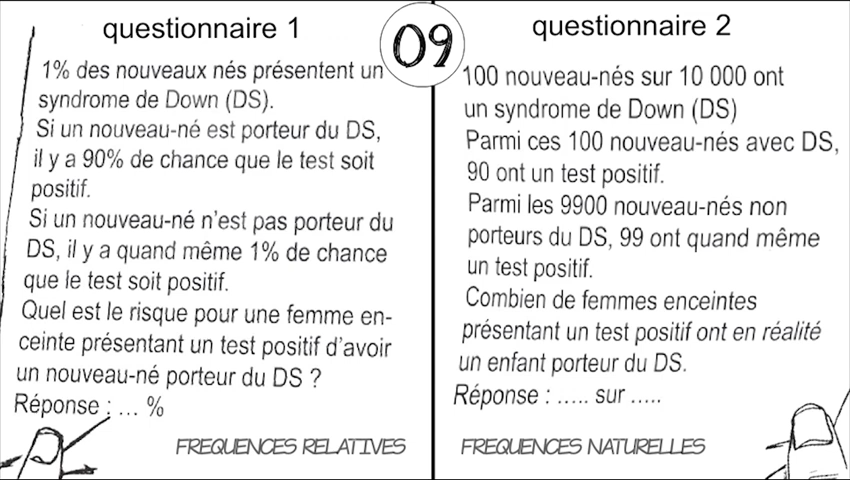 questionnaire 1
1% des nouveaux nés présentent un
syndrome de Down (DS).
Si un nouveau-né est porteur du DS,
il y a 90% de chance que le test soit
positif.
Si un nouveau-né n'est pas porteur du
DS, il y a quand même 1% de chance
que le test soit positif.
Quel est le risque pour une femme en-
ceinte présentant un test positif d'avoir
un nouveau-né porteur du DS ?
Réponse : ... %
FREQUENCES RELATIVES
09
questionnaire 2
100 nouveau-nés sur 10 000 ont
un syndrome de Down (DS)
Parmi ces 100 nouveau-nés avec DS,
90 ont un test positif.
Parmi les 9900 nouveau-nés non
porteurs du DS, 99 ont quand même
un test positif.
Combien de femmes enceintes
présentant un test positif ont en réalité
un enfant porteur du DS.
Réponse : ..... sur .....
FREQUENCES NATURELLES